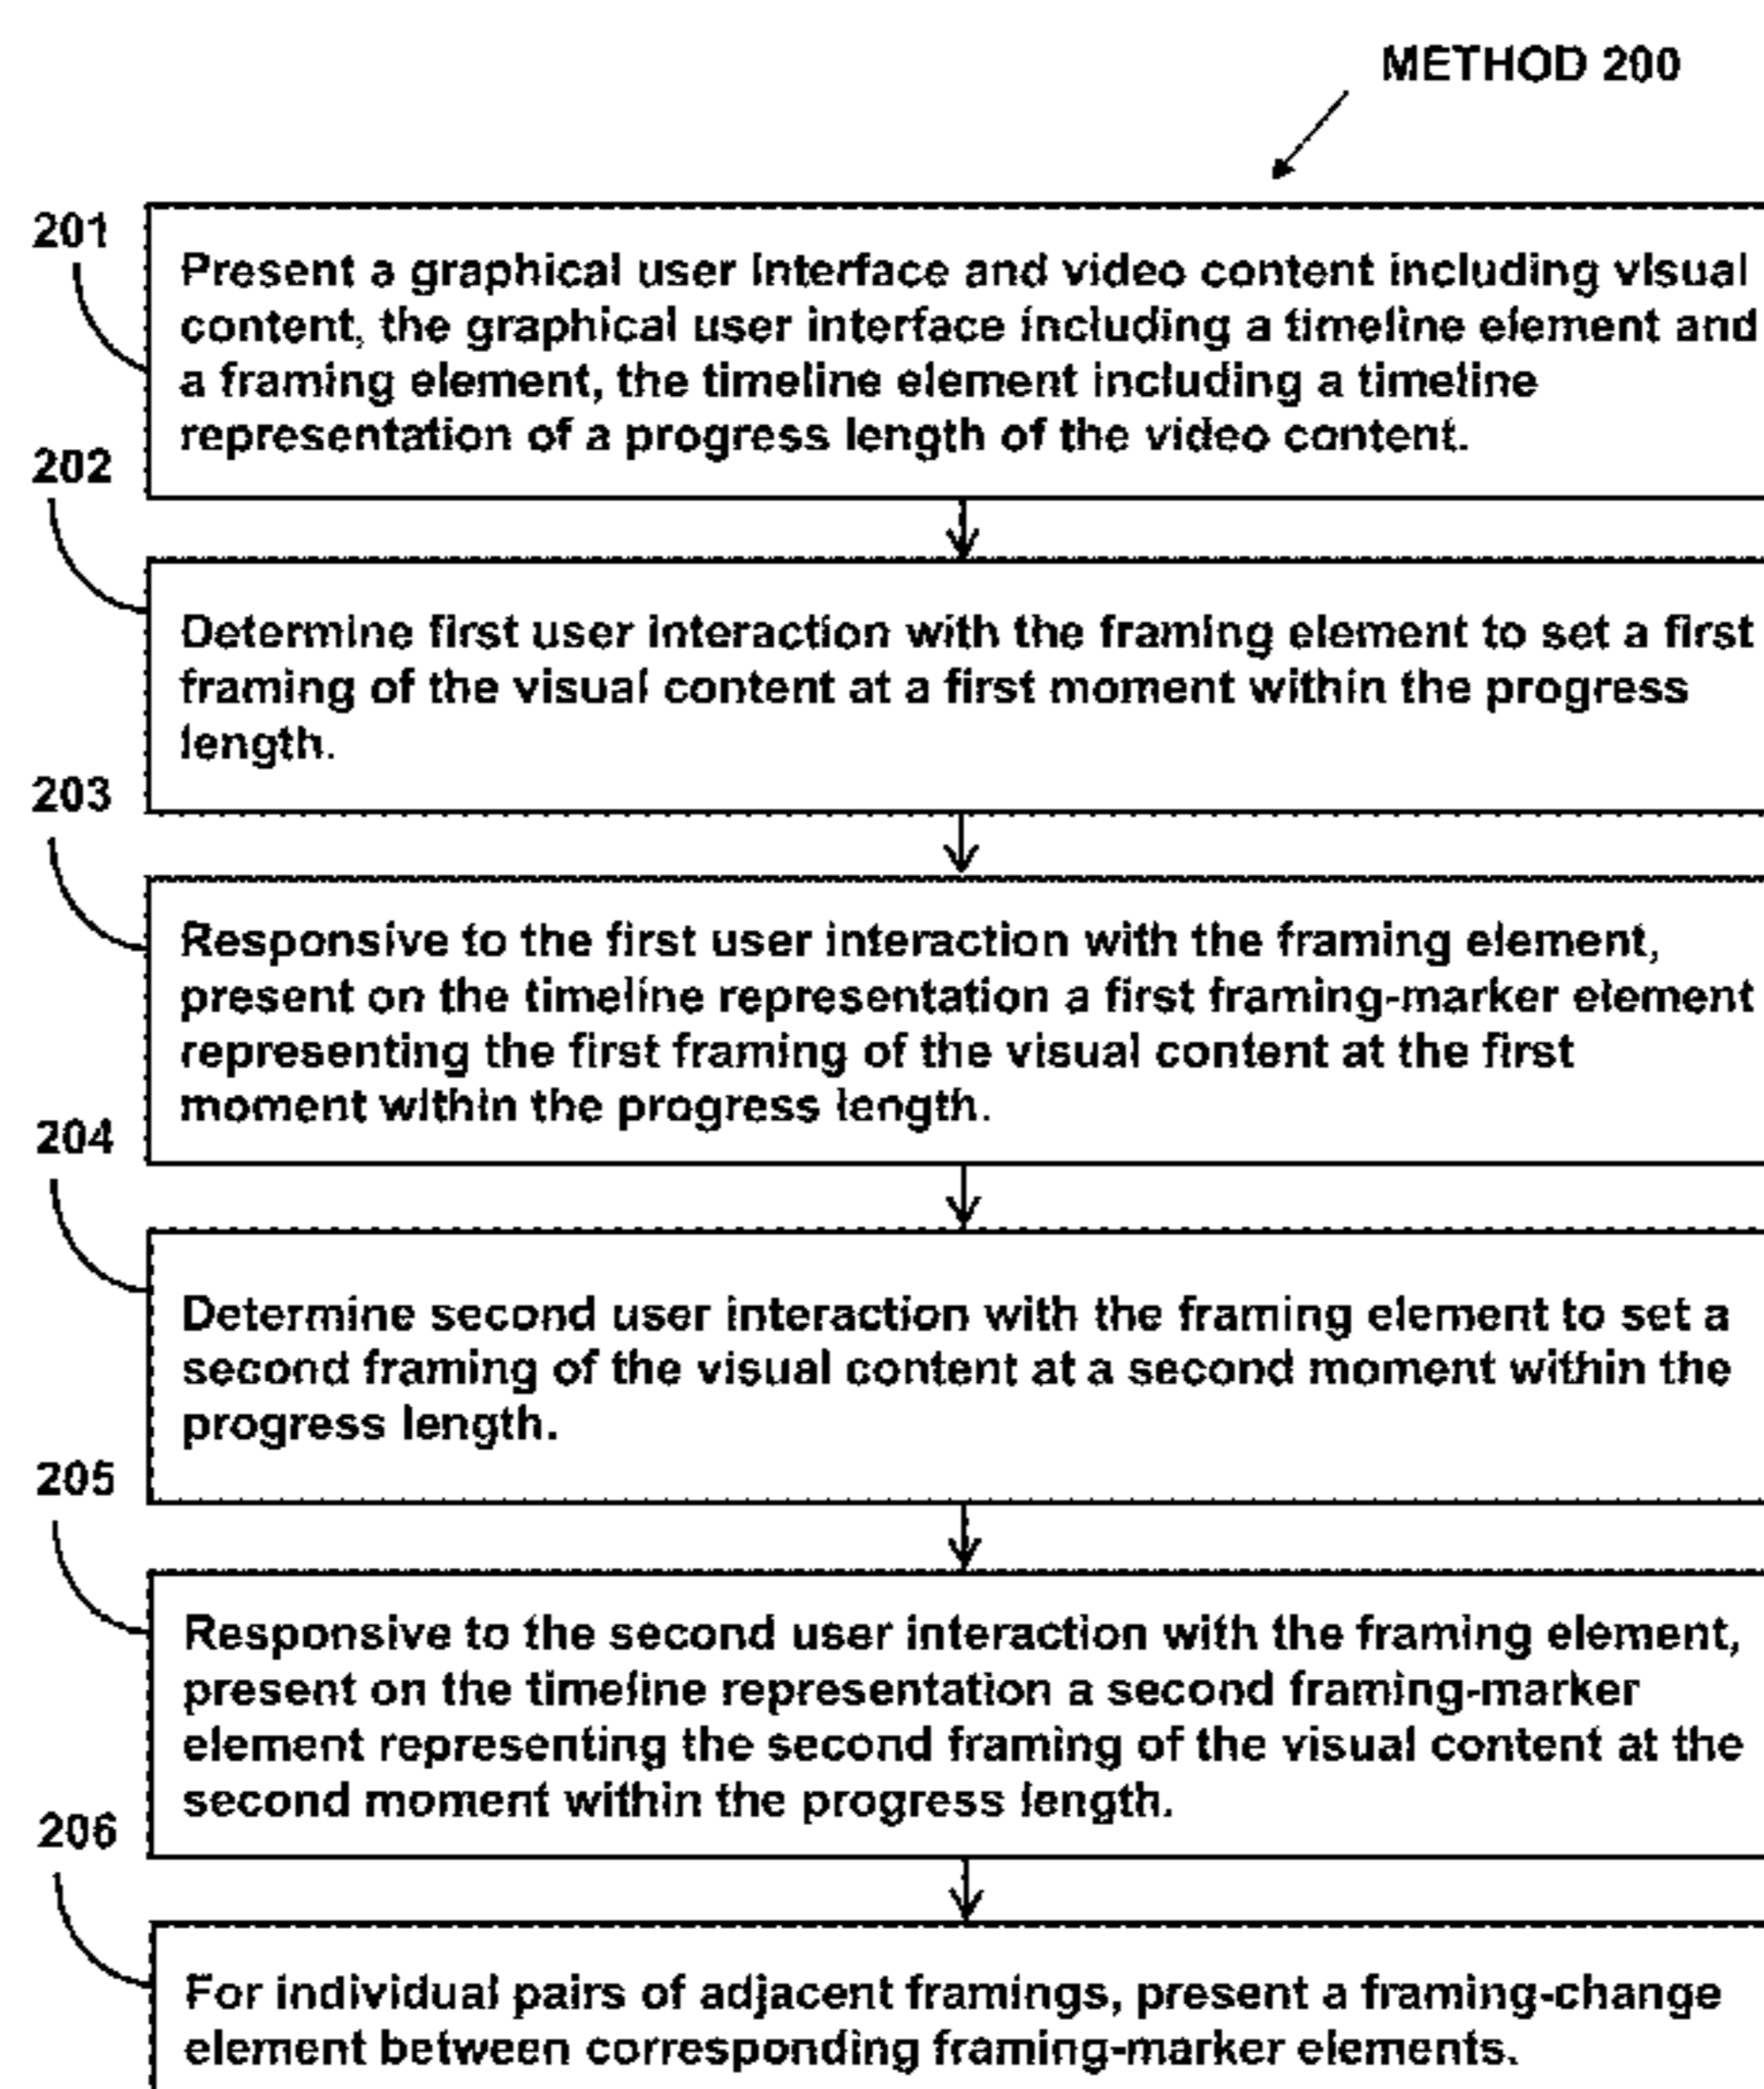 METHOD 200
201
Present a graphical user interface and video content including visual
content, the graphical user interface including a timeline element and
a framing element, the timeline element including a timeline
representation of a progress length of the video content.
202
Determine first user interaction with the framing element to set a first
framing of the visual content at a first moment within the progress
length.
203
Responsive to the first user interaction with the framing element,
present on the timeline representation a first framing-marker element
representing the first framing of the visual content at the first
moment within the progress length.
204
Determine second user interaction with the framing element to set a
second framing of the visual content at a second moment within the
progress length.
205
Responsive to the second user interaction with the framing element,
present on the timeline representation a second framing-marker
element representing the second framing of the visual content at the
second moment within the progress length.
206
For individual pairs of adjacent framings, present a framing-change
element between corresponding framing-marker elements.